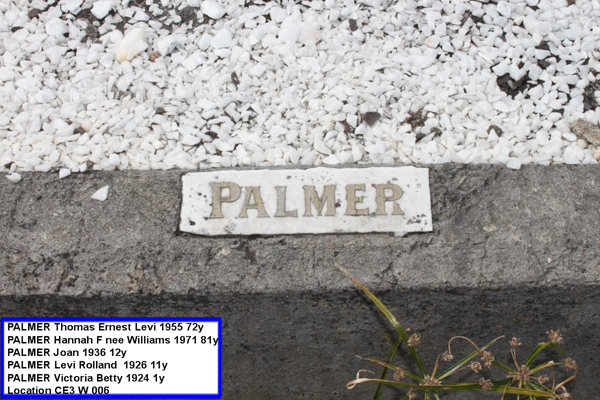 PALMER
PALMER Thomas Ernest Levi 1955 72y
PALMER Hannah F nee Williams 1971 81y
PALMER Joan 1936 12y
PALMER Levi Rolland 1926 11y
PALMER Victoria Betty 1924 1y
Location CE3 W 006